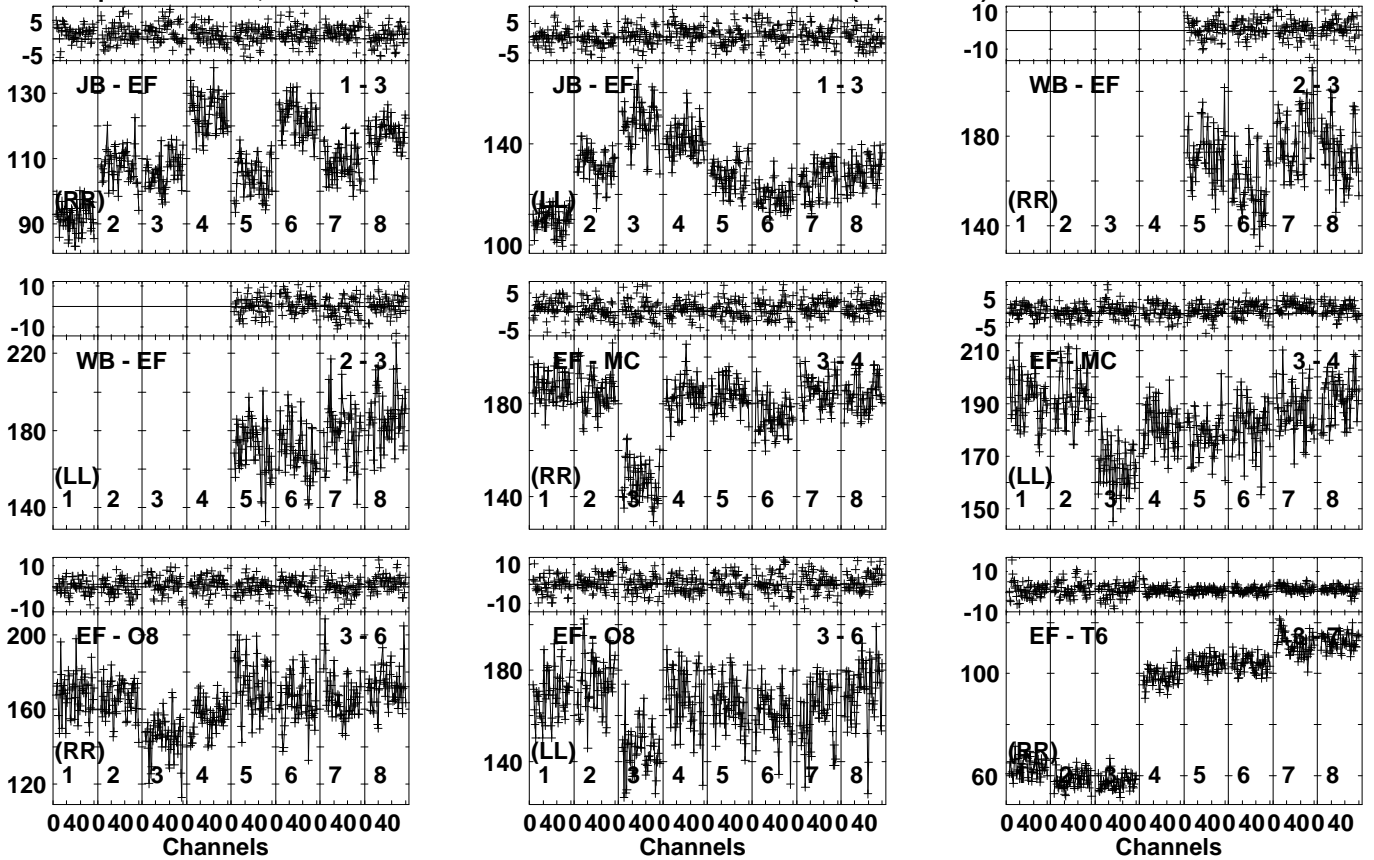 5 5 10
-5 -5 -10
JB - EF 1 - 3 JB - EF 1 - 3 WB - EF 2 - 3
130
180
110 140
(RR) (LL) (RR)
90 1 2 3 4 5 6 7 8 100 1 2 3 4 5 6 7 8 140 1 2 3 4 5 6 7 8
10 5 5
-10 -5 -5
220 WB - EF 2 - 3 EF - MC 3 - 4 210 EF - MC 3 - 4
180 180 190
170
(LL) (RR) (LL)
140 1 2 3 4 5 6 7 8 140 1 2 3 4 5 6 7 8 150 1 2 3 4 5 6 7 8
10 10 10
-10 -10 -10
200 EF - O8 3 - 6 EF - O8 3 - 6 EF - T6 3 - 7
180 100
160
(RR) (LL) (RR)
120 1 2 3 4 5 6 7 8 140 1 2 3 4 5 6 7 8 60 1 2 3 4 5 6 7 8
0 40 0 40 0 40 0 40 0 40 0 40 0 40 0 40 0 40 0 40 0 40 0 40 0 40 0 40 0 40 0 40 0 40 0 40 0 40 0 40 0 40 0 40 0 40 0 40
Channels Channels Channels